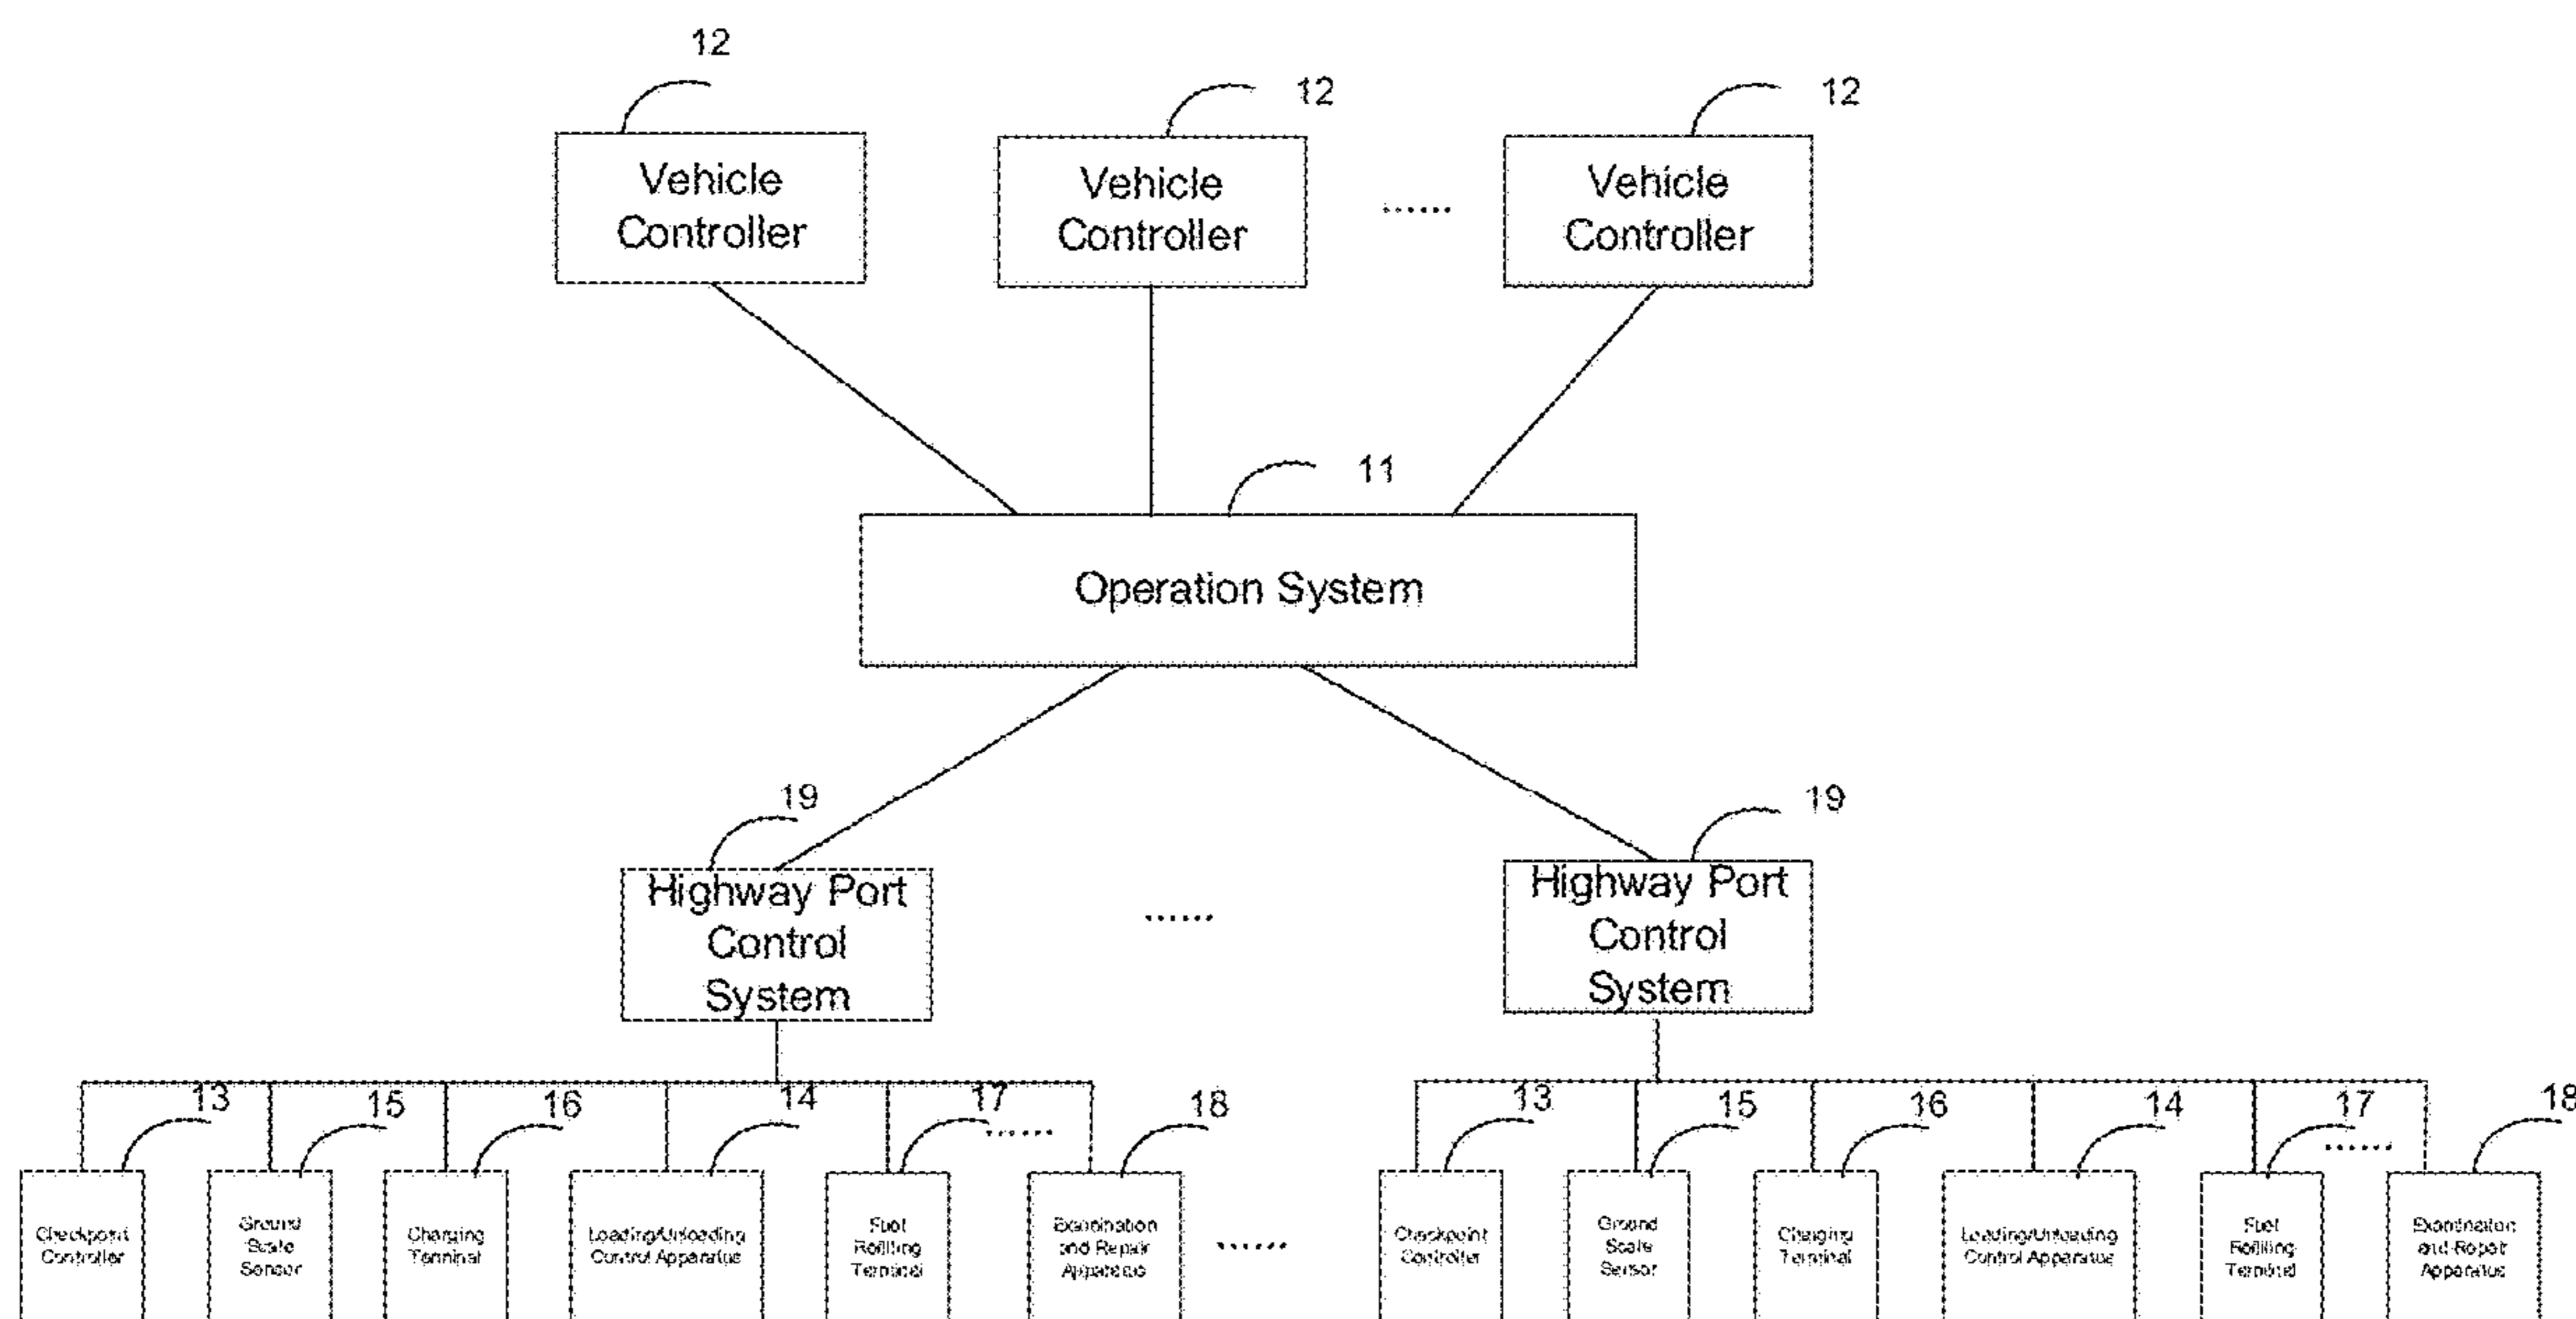 12
12
12
Vehicle
Controller
Vehicle
Controller
......
Vehicle
Controller
11
Operation System
19
19
Highway Port
Control
System
......
Highway Port
Control
System
13
15
16
14
17
......
18
13
15
16
14
17
......
18
Checkpoint
Controller
Ground
Scale
Sensor
Charging
Terminal
Loading/Unloading
Control Apparatus
Fuel
Refilling
Terminal
Examination
and Repair
Apparatus
......
Checkpoint
Controller
Ground
Scale
Sensor
Charging
Terminal
Loading/Unloading
Control Apparatus
Fuel
Refilling
Terminal
Examination
and Repair
Apparatus